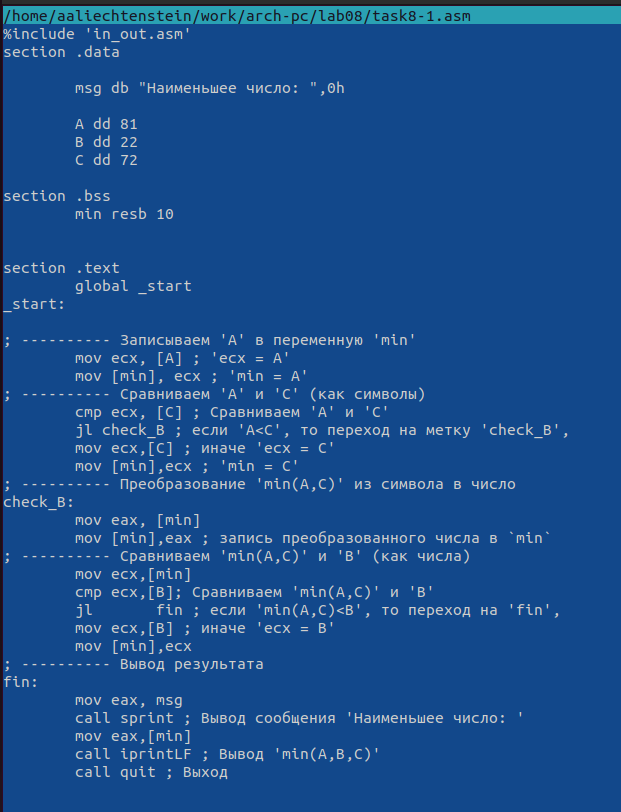 /home/aaliechtenstein/work/arch-pc/lab08/task8-1.asm
%include 'in_out.asm'
section .data
msg db "Наименьшее число: ",0h
A dd 81
B dd 22
C dd 72
section .bss
min resb 10
section .text
global _start
_start:
; ---------- Записываем 'A' в переменную 'min'
mov ecx, [A] ; 'ecx = A'
mov [min], ecx ; 'min = A'
; ---------- Сравниваем 'A' и 'С' (как символы)
cmp ecx, [C] ; Сравниваем 'A' и 'С'
jl check_B ; если 'A<C', то переход на метку 'check_B',
mov ecx,[C] ; иначе 'ecx = C'
mov [min],ecx ; 'min = C'
; ---------- Преобразование 'min(A,C)' из символа в число
check_B:
mov eax, [min]
mov [min],eax ; запись преобразованного числа в `min`
; ---------- Сравниваем 'min(A,C)' и 'B' (как числа)
mov ecx,[min]
cmp ecx,[B]; Сравниваем 'min(A,C)' и 'B'
jl       fin ; если 'min(A,C)<B', то переход на 'fin',
mov ecx,[B] ; иначе 'ecx = B'
mov [min],ecx
; ---------- Вывод результата
fin:
mov eax, msg
call sprint ; Вывод сообщения 'Наименьшее число: '
mov eax,[min]
call iprintLF ; Вывод 'min(A,B,C)'
call quit ; Выход